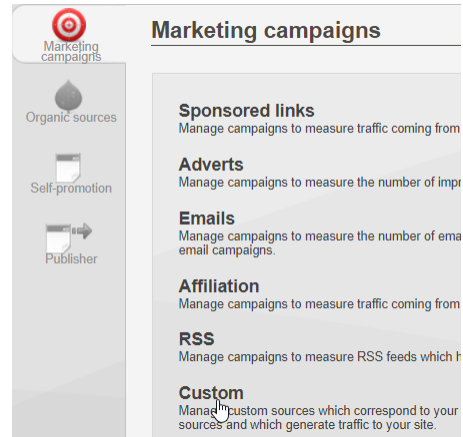 Marketing
campaigns
Organic sources
Self-promotion
Publisher
Marketing campaigns
Sponsored links
Manage campaigns to measure traffic coming from
Adverts
Manage campaigns to measure the number of
Emails
Manage campaigns to measure the number of
email campaigns.
Affiliation
Manage campaigns to measure traffic coming from
RSS
Manage campaigns to measure RSS feeds which
Custom
Manage custom sources which correspond to your
sources and which generate traffic to your site.